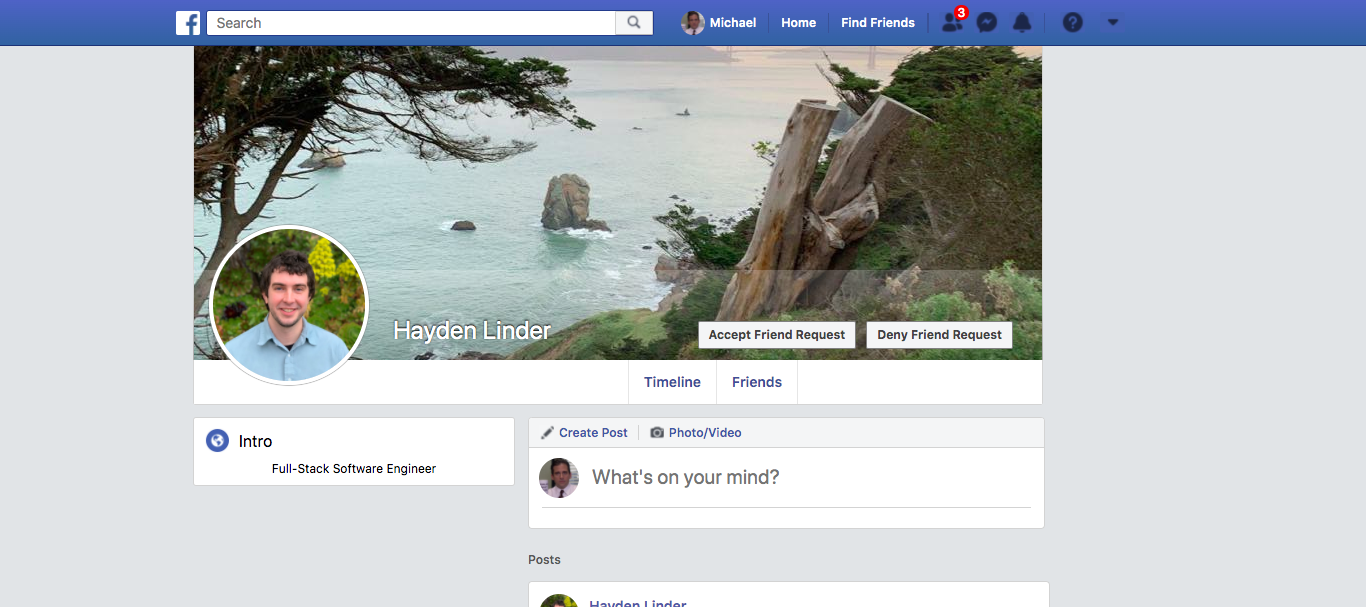 Search
Michael
Home
Find Friends
3
Hayden Linder
Accept Friend Request
Deny Friend Request
Timeline
Friends
Intro
Full-Stack Software Engineer
Create Post
Photo/Video
What's on your mind?
Posts
Hayden Linder